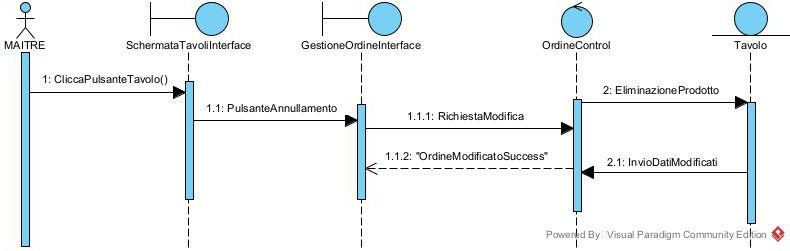 MAITRE
SchermataTavoliInterface
GestioneOrdineInterface
OrdineControl
Tavolo
1: CliccaPulsanteTavolo()
2: EliminazioneProdotto
1.1: PulsanteAnnullamento
1.1.1: RichiestaModifica
1.1.2: "OrdineModificatoSuccess"
2.1: InvioDatiModificati
Powered By Visual Paradigm Community Edition